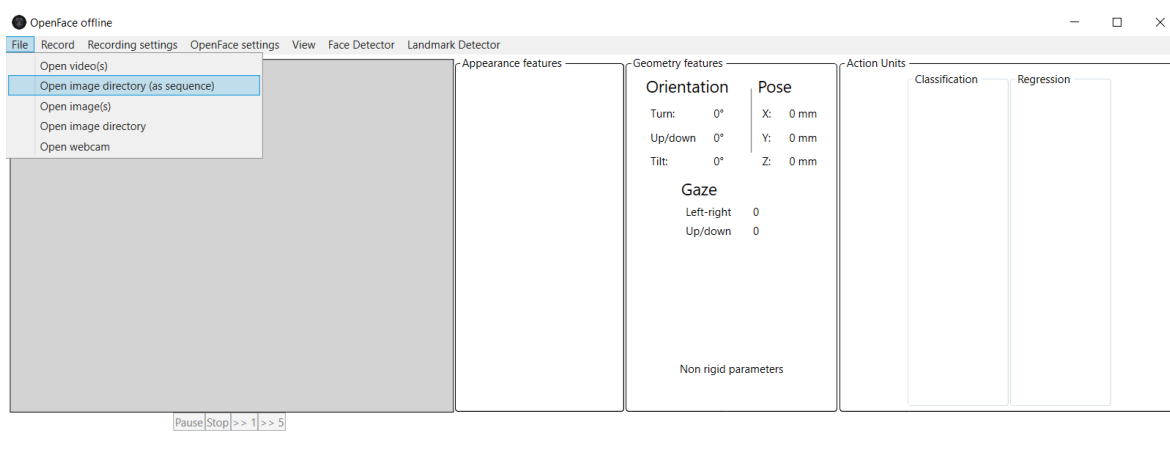 OpenFace offline
File Record Recording settings OpenFace settings View Face Detector Landmark Detector
Open video(s)
Open image directory (as sequence)
Open image(s)
Open image directory
Open webcam
Appearance features
Geometry features
Orientation Pose
Turn: 0° X: 0 mm
Up/down 0° Y: 0 mm
Tilt: 0° Z: 0 mm
Gaze
Left-right 0
Up/down 0
Non rigid parameters
Action Units
Classification Regression
Pause Stop >> 1 >> 5